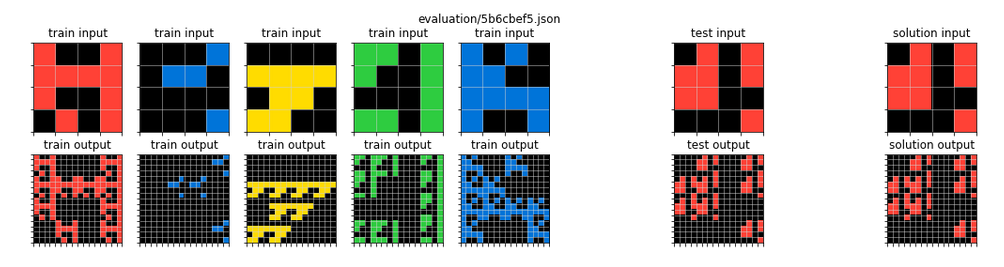 evaluation/5b6cbef5.json
train input train input train input train input train input test input solution input
train output train output train output train output train output test output solution output